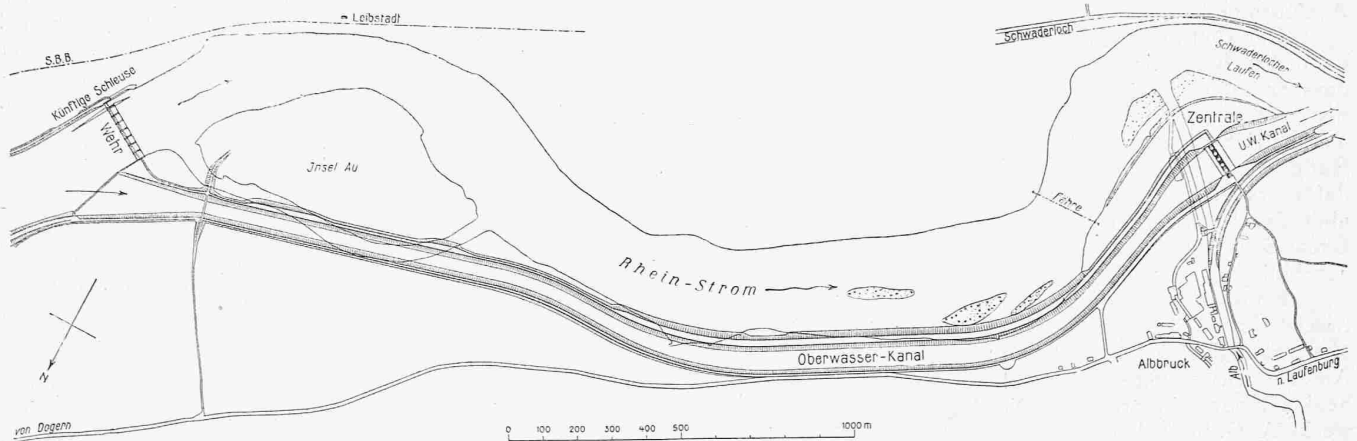 Leibstadt
S.B.B.
Künftige Schleuse
Wehr
Insel Au
Schwaderloch
Schwaderlocher
Laufen
Zentrale
U.W. Kanal
Fähre
Rhein-Strom
Oberwasser-Kanal
Albbruck
Alb
n. Laufenburg
N
von Dogern
0 100 200 300 400 500 1000 m